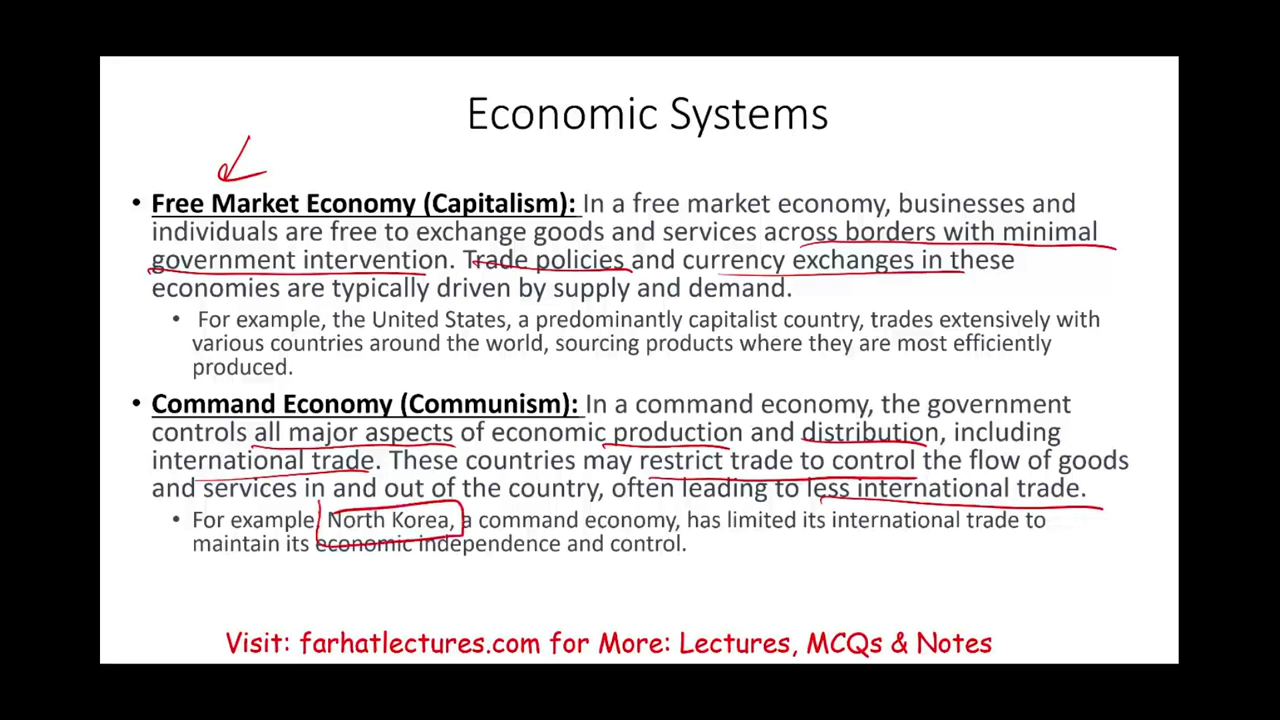 Economic Systems
• Free Market Economy (Capitalism): In a free market economy, businesses and
individuals are free to exchange goods and services across borders with minimal
government intervention. Trade policies and currency exchanges in these
economies are typically driven by supply and demand.
• For example, the United States, a predominantly capitalist country, trades extensively with
various countries around the world, sourcing products where they are most efficiently
produced.
• Command Economy (Communism): In a command economy, the government
controls all major aspects of economic production and distribution, including
international trade. These countries may restrict trade to control the flow of goods
and services in and out of the country, often leading to less international trade.
• For example, North Korea, a command economy, has limited its international trade to
maintain its economic independence and control.
Visit: farhatlectures.com for More: Lectures, MCQs & Notes